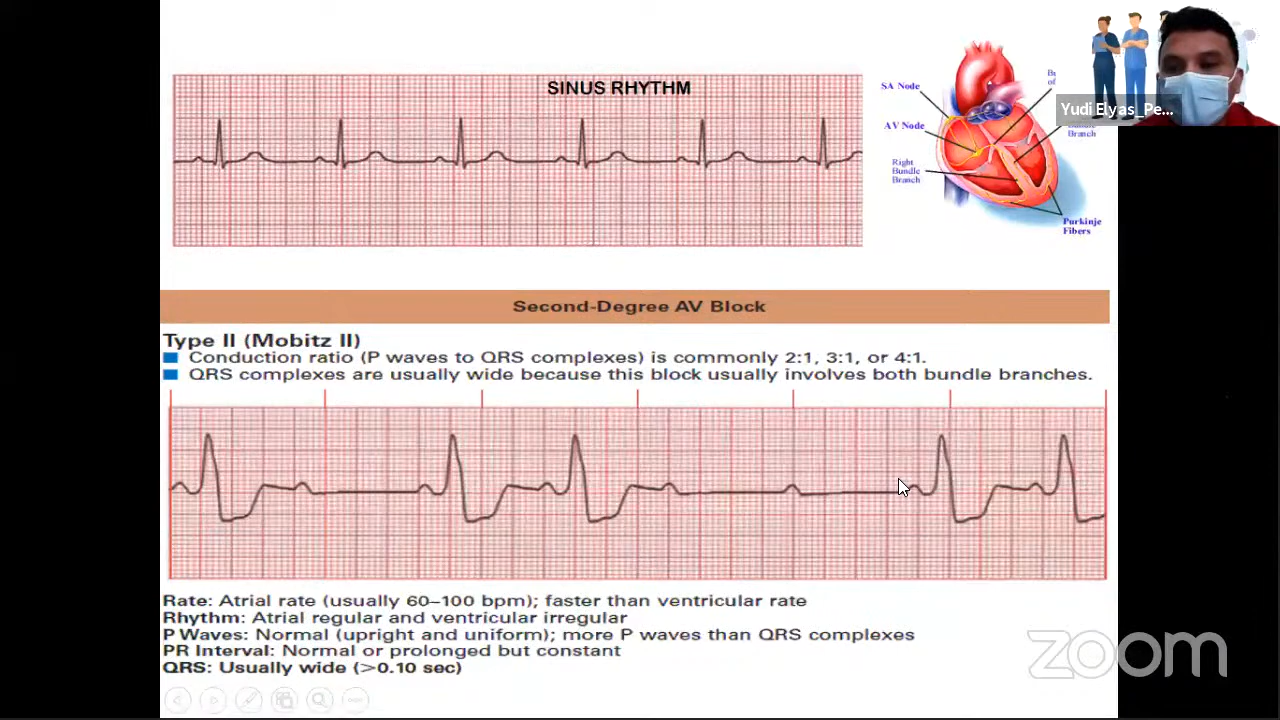 SINUS RHYTHM
SA Node
AV Node
Right
Bundle
Branch
Branch
Purkinje
Fibers
Yudi Elyas_Pe...
Second-Degree AV Block
Type II (Mobitz II)
Conduction ratio (P waves to QRS complexes) is commonly 2:1, 3:1, or 4:1.
QRS complexes are usually wide because this block usually involves both bundle branches.
Rate: Atrial rate (usually 60–100 bpm); faster than ventricular rate
Rhythm: Atrial regular and ventricular irregular
P Waves: Normal (upright and uniform); more P waves than QRS complexes
PR Interval: Normal or prolonged but constant
QRS: Usually wide (>0.10 sec)
zoom